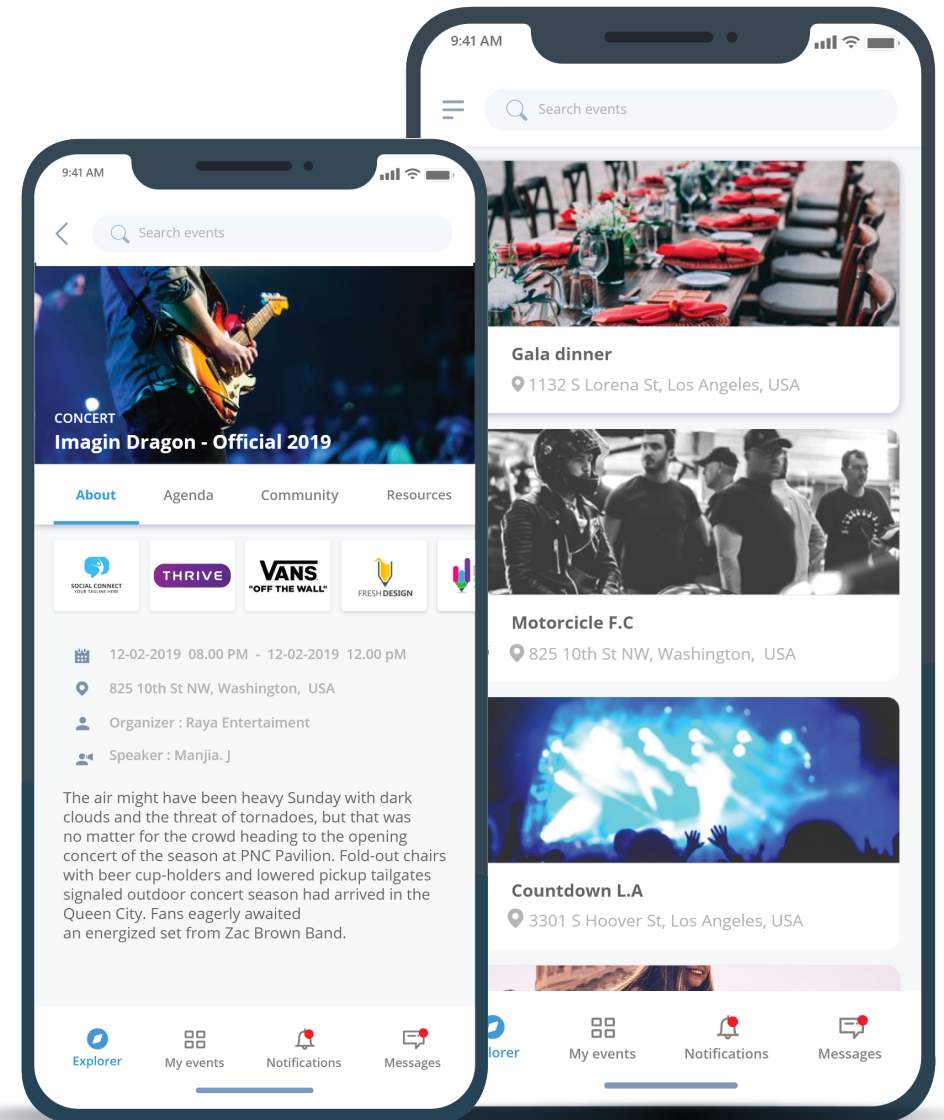 9:41 AM
Search events
CONCERT
Imagin Dragon - Official 2019
About
Agenda
Community
Resources
SOCIAL CONNECT
YOUR TAGLINE HERE
THRIVE
VANS
"OFF THE WALL"
FRESH DESIGN
12-02-2019 08.00 PM - 12-02-2019 12.00 pM
825 10th St NW, Washington, USA
Organizer : Raya Entertaiment
Speaker : Manjia. J
The air might have been heavy Sunday with dark
clouds and the threat of tornadoes, but that was
no matter for the crowd heading to the opening
concert of the season at PNC Pavilion. Fold-out chairs
with beer cup-holders and lowered pickup tailgates
signaled outdoor concert season had arrived in the
Queen City. Fans eagerly awaited
an energized set from Zac Brown Band.
Explorer
My events
Notifications
Messages
9:41 AM
Search events
Gala dinner
1132 S Lorena St, Los Angeles, USA
Motorcicle F.C
825 10th St NW, Washington, USA
Countdown L.A
3301 S Hoover St, Los Angeles, USA
lorer
My events
Notifications
Messages